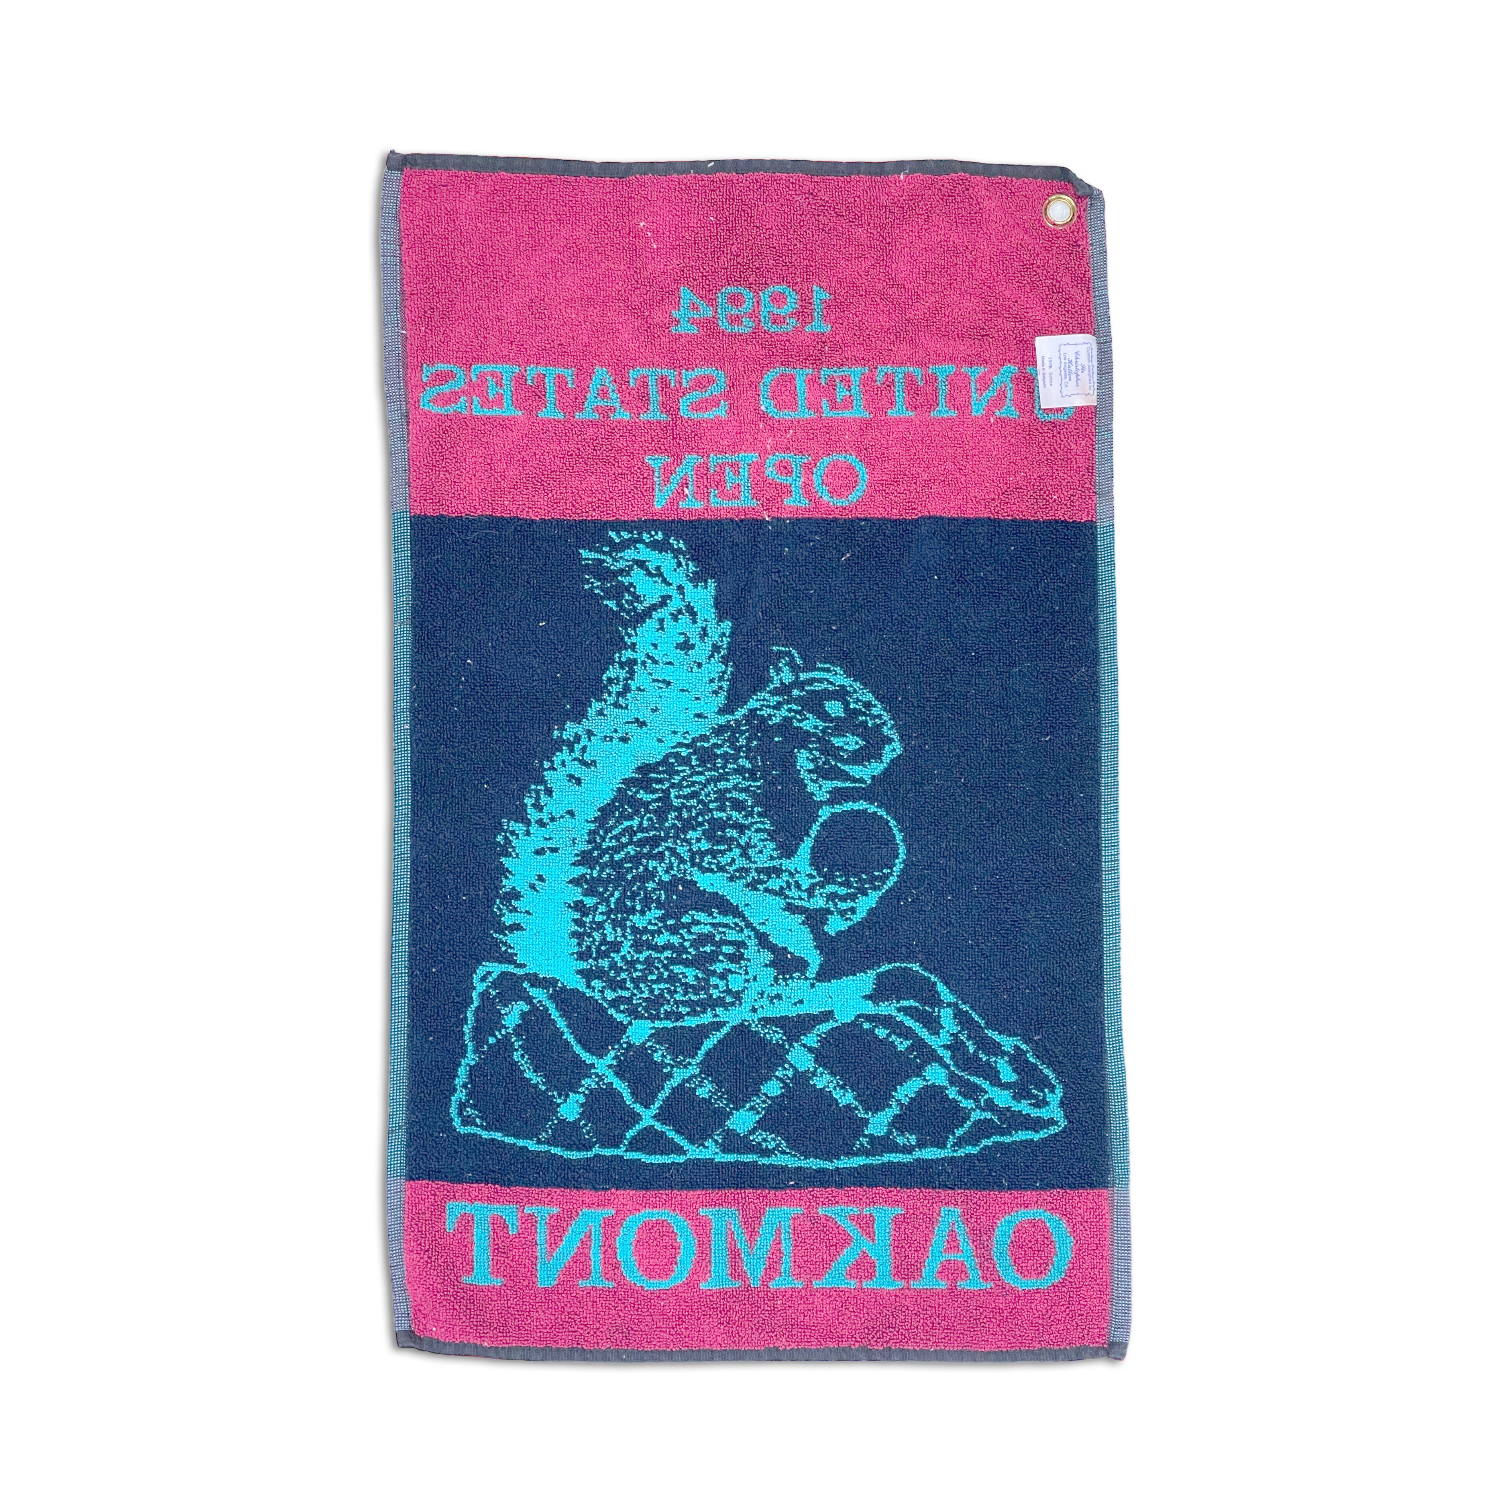 1994
UNITED STATES
OPEN
OAKMONT